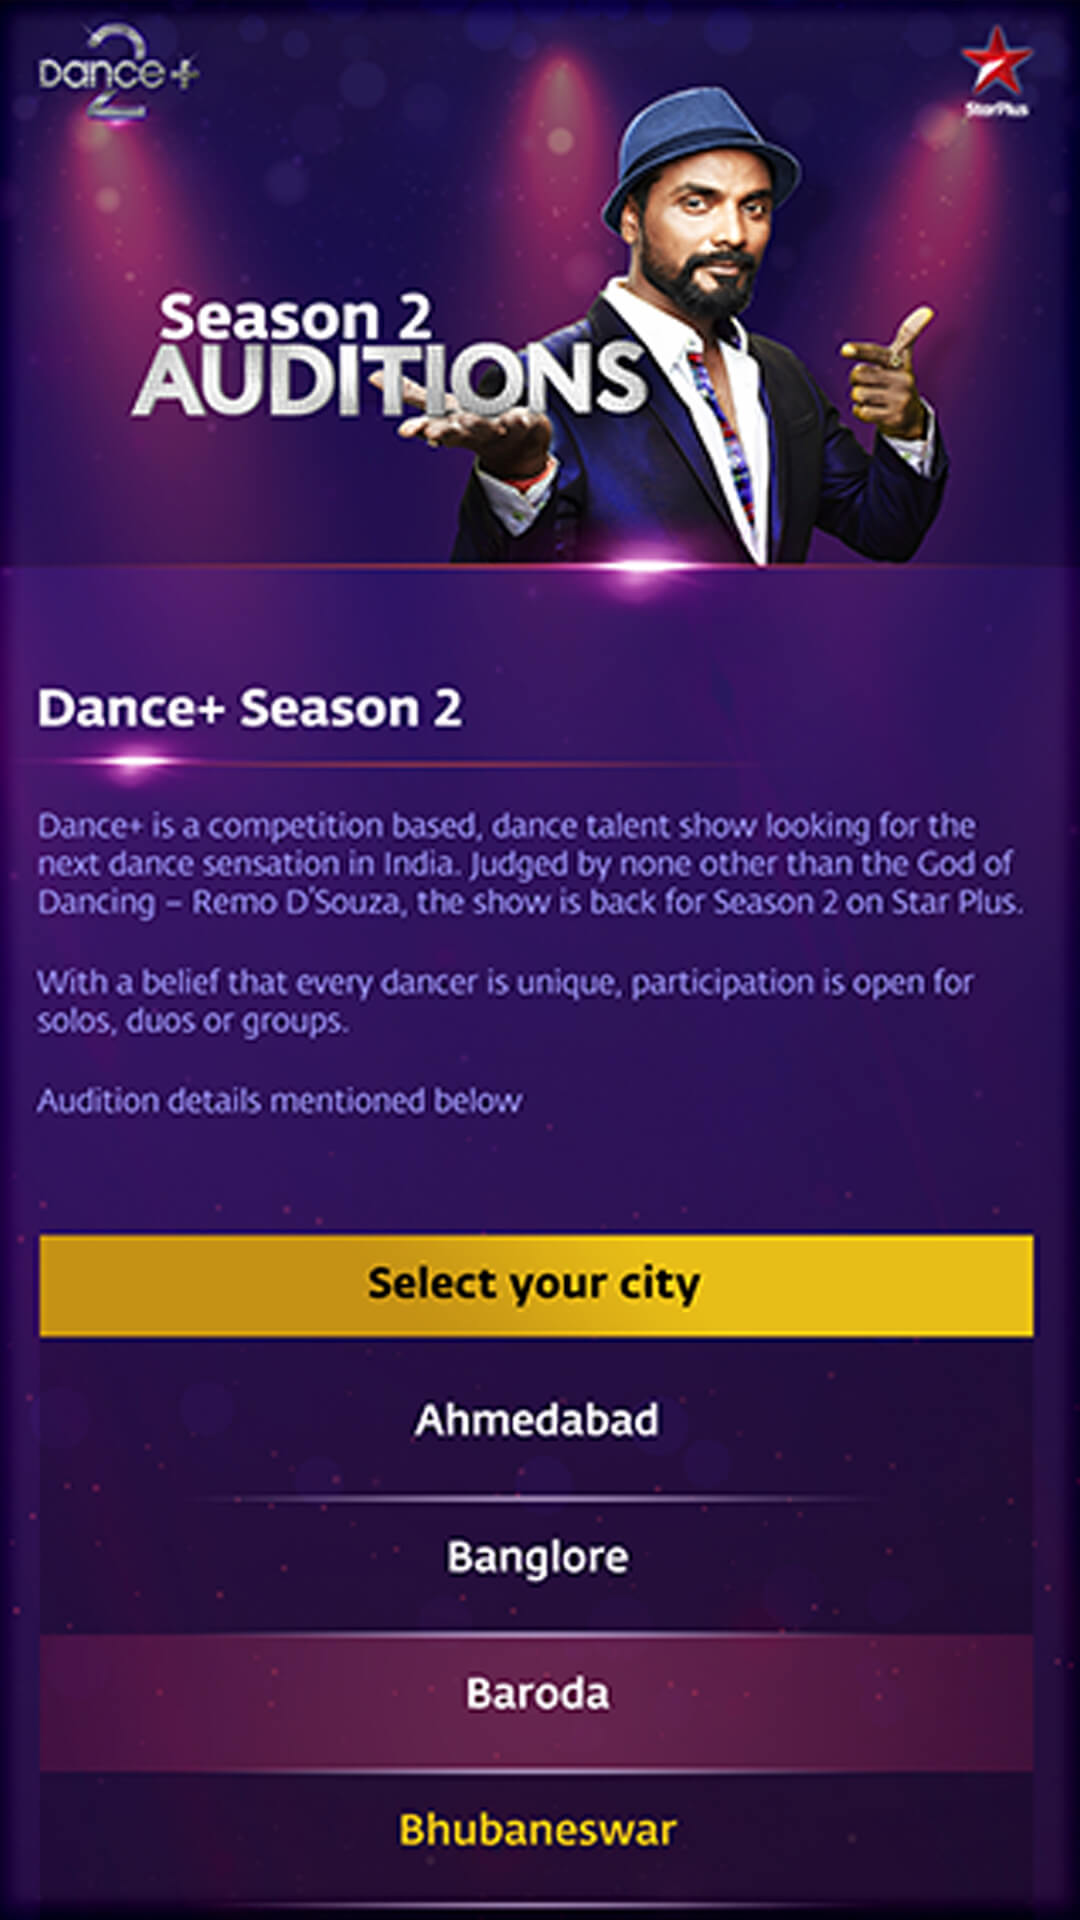 Dance+
2
StarPlus
Season 2
AUDITIONS
Dance+ Season 2
Dance+ is a competition based, dance talent show looking for the
next dance sensation in India. Judged by none other than the God of
Dancing – Remo D'Souza, the show is back for Season 2 on Star Plus.
With a belief that every dancer is unique, participation is open for
solos, duos or groups.
Audition details mentioned below
Select your city
Ahmedabad
Banglore
Baroda
Bhubaneswar